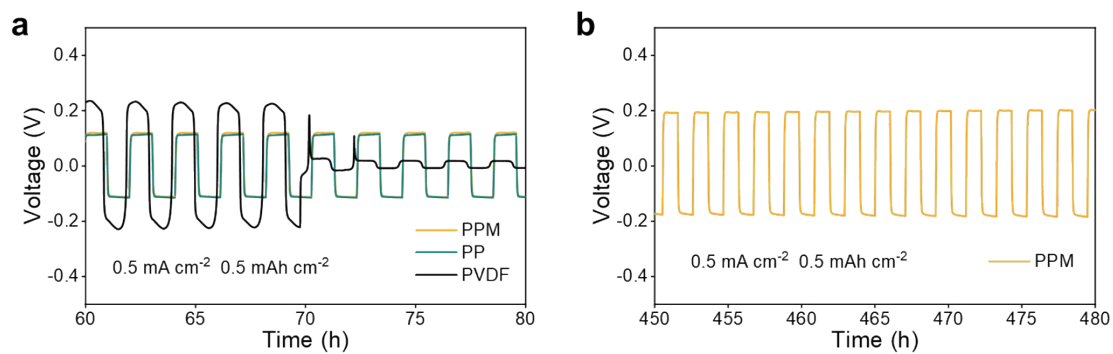 a
0.4
0.2
0.0
-0.2
-0.4
Voltage (V)
PPM
PP
PVDF
0.5 mA cm-2 0.5 mAh cm-2
60 65 70 75 80
Time (h)
b
0.4
0.2
0.0
-0.2
-0.4
Voltage (V)
0.5 mA cm-2 0.5 mAh cm-2
PPM
450 455 460 465 470 475 480
Time (h)